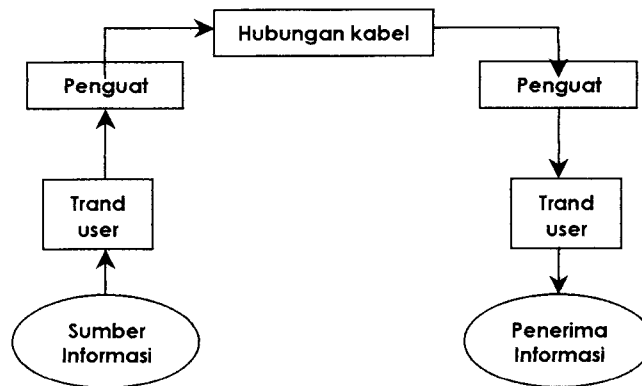 Hubungan kabel
Penguat
Penguat
Trand
user
Trand
user
Sumber
Informasi
Penerima
Informasi